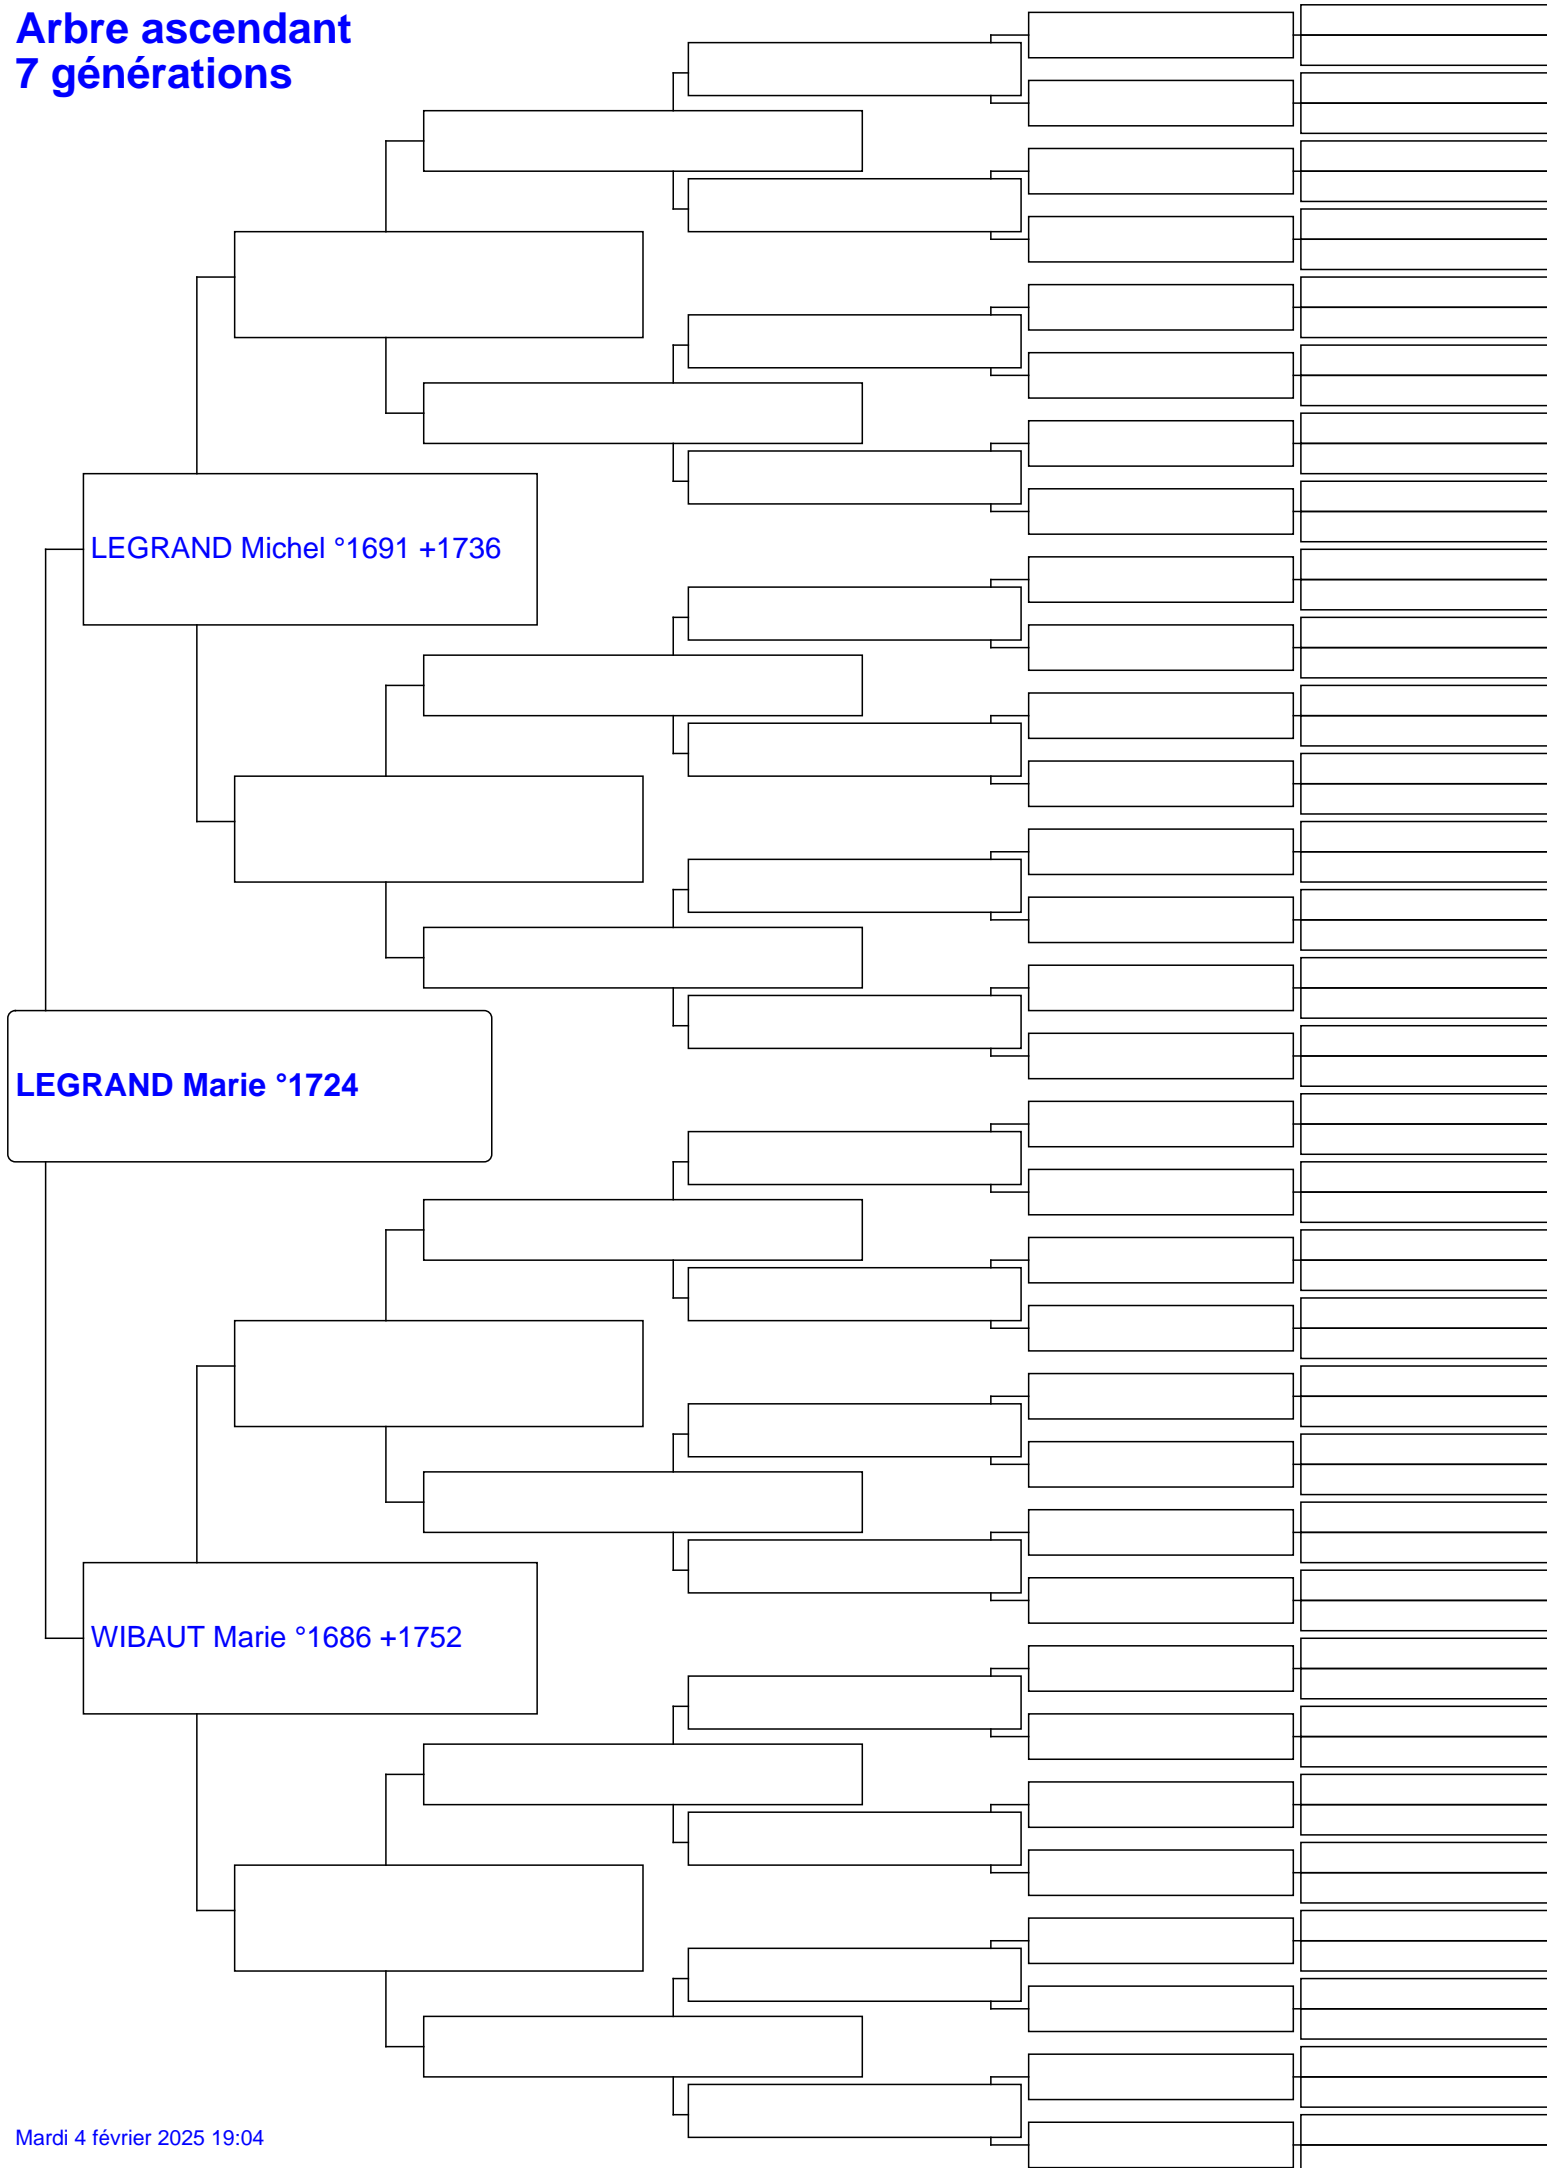 Arbre ascendant
7 générations
LEGRAND Michel °1691 +1736
LEGRAND Marie °1724
WIBAUT Marie °1686 +1752
Mardi 4 février 2025 19:04